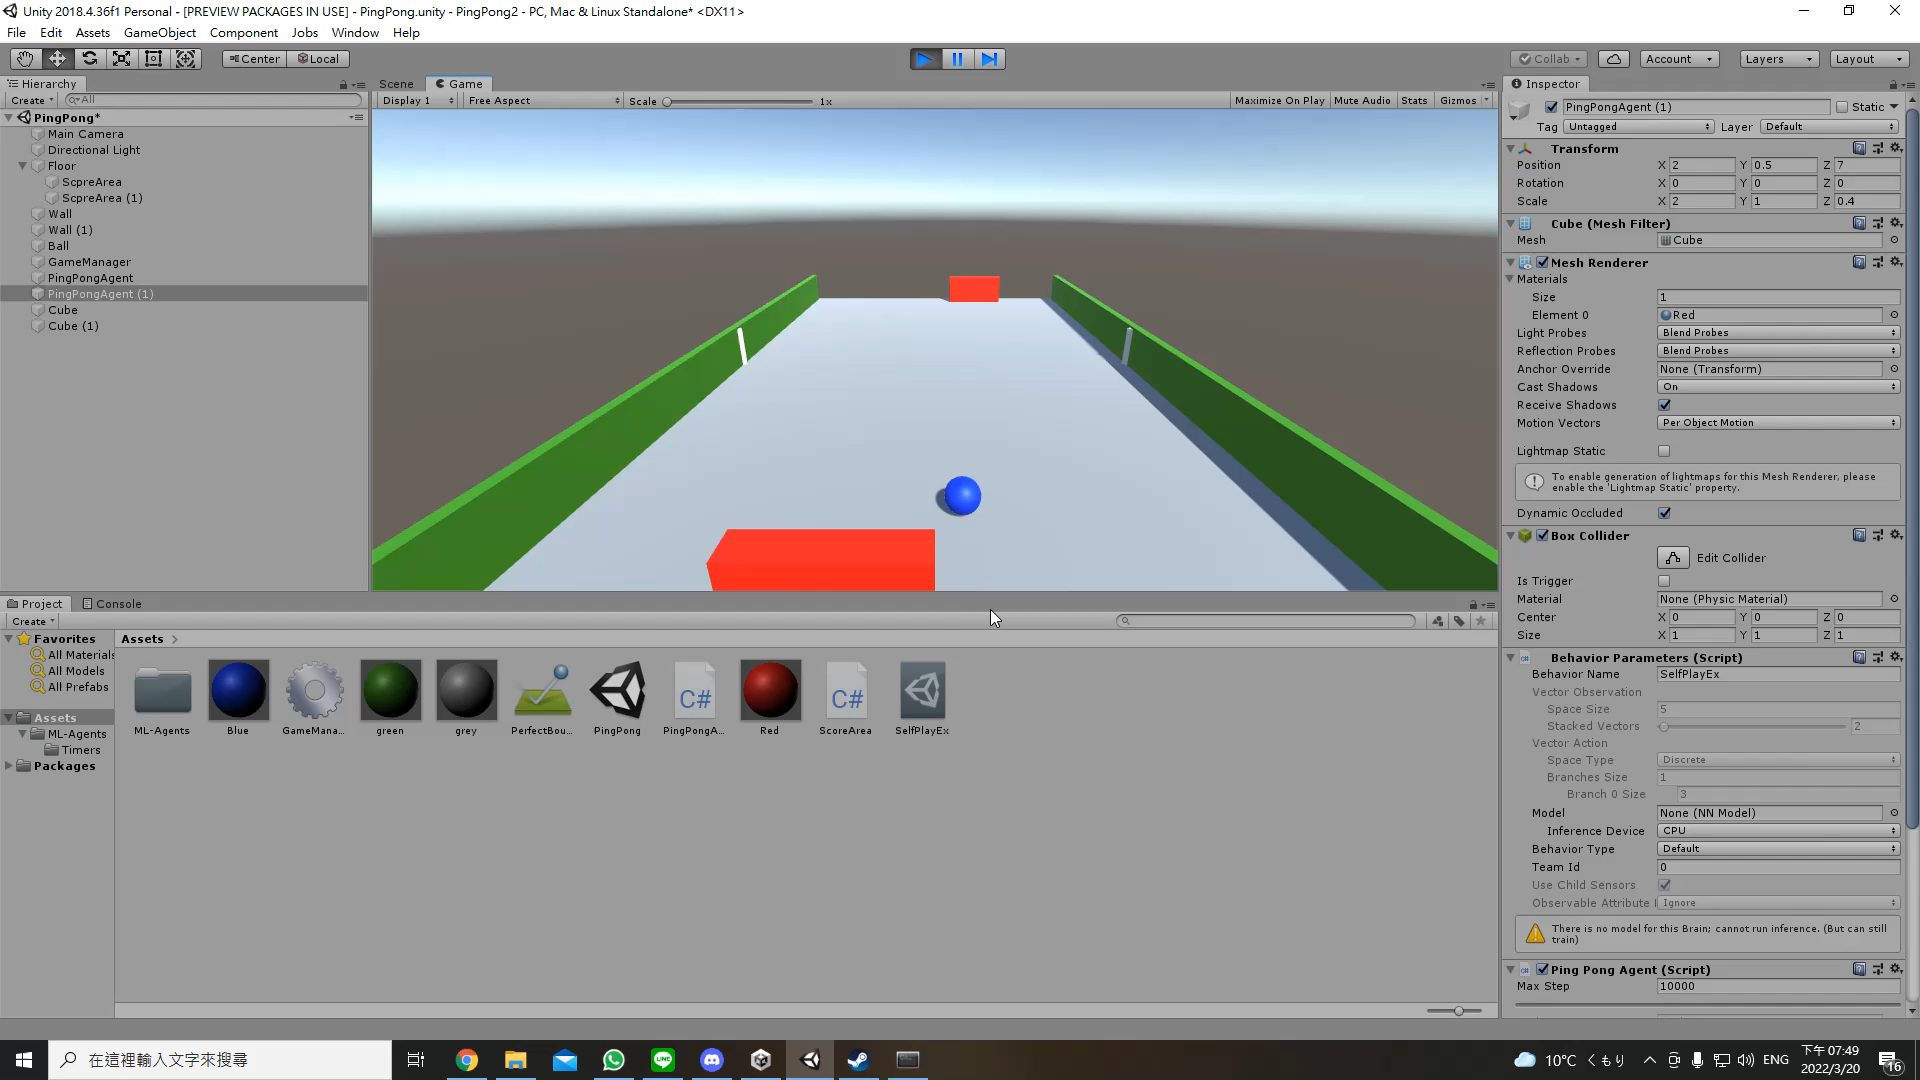 Unity 2018.4.36f1 Personal - [PREVIEW PACKAGES IN USE] - PingPong.unity - PingPong2 - PC, Mac & Linux Standalone* <DX11>
File Edit Assets GameObject Component Jobs Window Help
Center Local Collab Account Layers Layout
Hierarchy
Create All
PingPong*
Main Camera
Directional Light
Floor
ScpreArea
ScpreArea (1)
Wall
Wall (1)
Ball
GameManager
PingPongAgent
PingPongAgent (1)
Cube
Cube (1)
Scene Game
Display 1 Free Aspect Scale 1x Maximize On Play Mute Audio Stats Gizmos
Inspector
PingPongAgent (1) Static
Tag Untagged Layer Default
Transform
Position X 2 Y 0.5 Z 7
Rotation X 0 Y 0 Z 0
Scale X 2 Y 1 Z 0.4
Cube (Mesh Filter)
Mesh Cube
Mesh Renderer
Materials
Size 1
Element 0 Red
Light Probes Blend Probes
Reflection Probes Blend Probes
Anchor Override None (Transform)
Cast Shadows On
Receive Shadows
Motion Vectors Per Object Motion
Lightmap Static
To enable generation of lightmaps for this Mesh Renderer, please
enable the 'Lightmap Static' property.
Dynamic Occluded
Box Collider
Edit Collider
Is Trigger
Material None (Physic Material)
Center X 0 Y 0 Z 0
Size X 1 Y 1 Z 1
Behavior Parameters (Script)
Behavior Name SelfPlayEx
Vector Observation
Space Size 5
Stacked Vectors 2
Vector Action
Space Type Discrete
Branches Size 1
Branch 0 Size 3
Model None (NN Model)
Inference Device CPU
Behavior Type Default
Team Id 0
Use Child Sensors
Observable Attribute Ignore
There is no model for this Brain; cannot run inference. (But can still
train)
Ping Pong Agent (Script)
Max Step 10000
Project Console
Create
Favorites
All Materials
All Models
All Prefabs
Assets
ML-Agents
Timers
Packages
Assets
ML-Agents Blue GameMana... green grey PerfectBou... PingPong PingPongA... Red ScoreArea SelfPlayEx
C# C#
在這裡輸入文字來搜尋
10°C くもり ENG 下午 07:49
2022/3/20 16